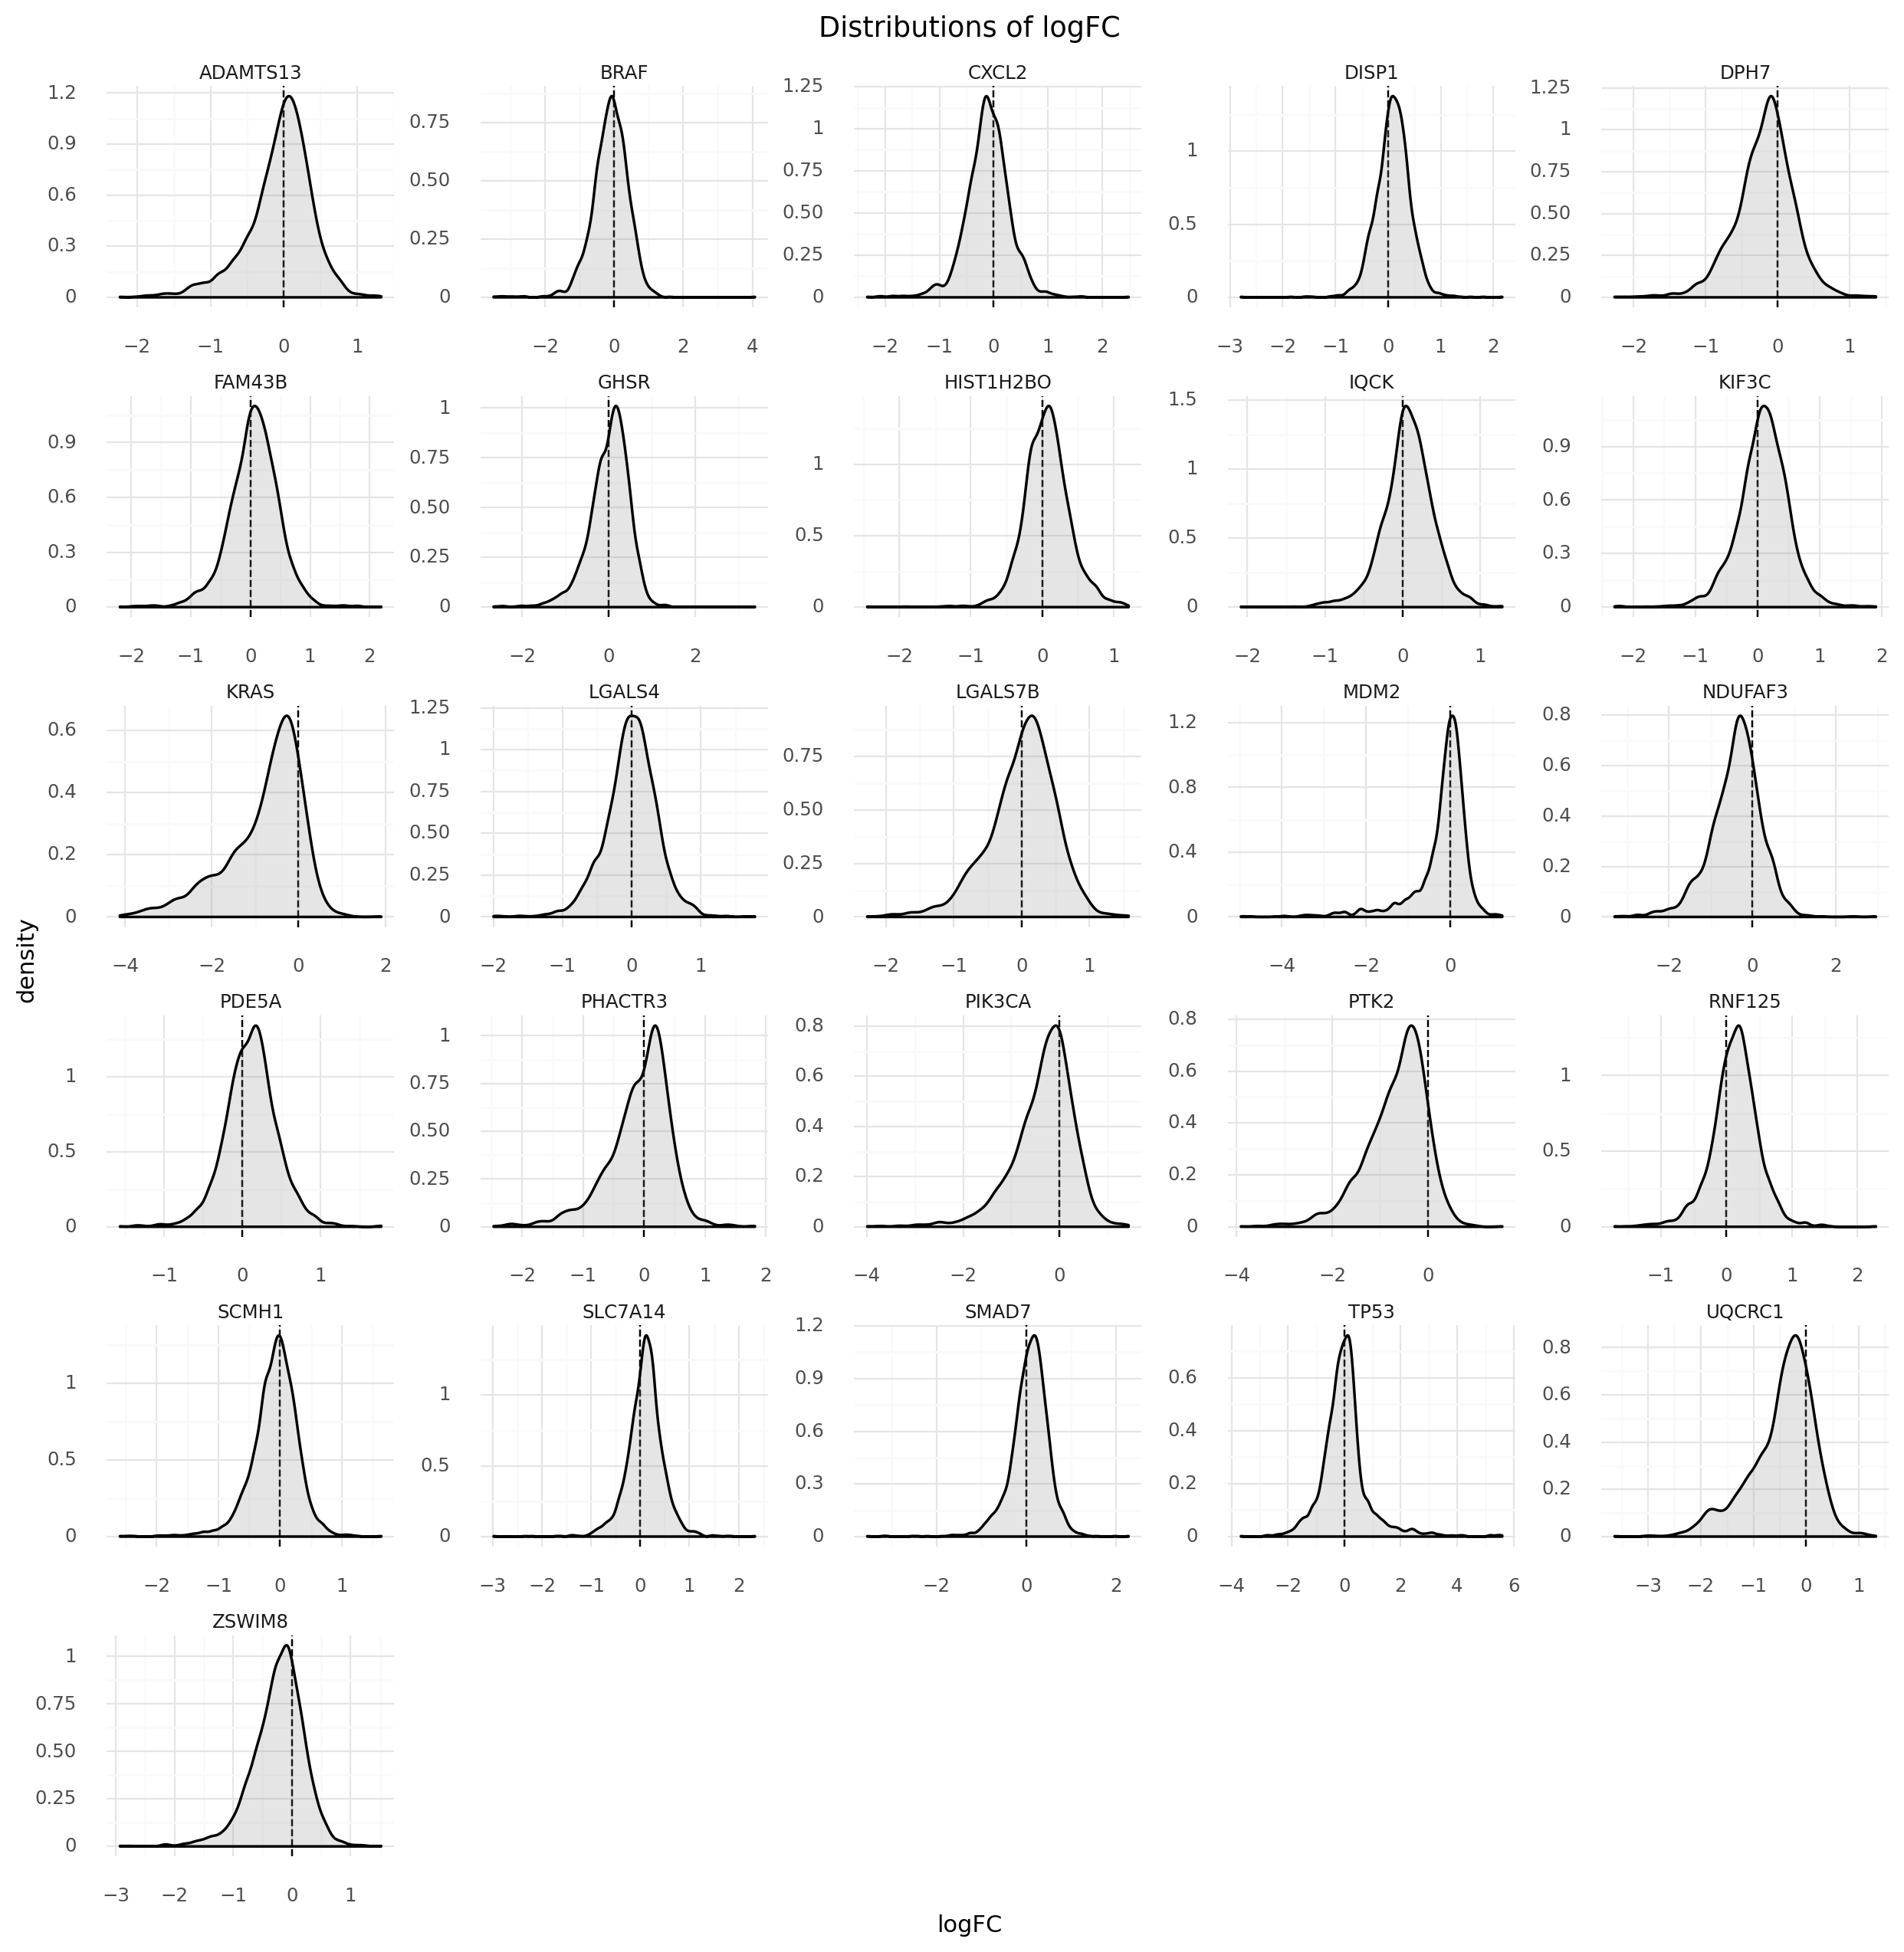 Distributions of logFC
ADAMTS13 BRAF CXCL2 DISP1 DPH7
1.2 0.9 0.6 0.3 0
0.75 0.50 0.25 0
1.25 1 0.75 0.50 0.25 0
1 0.5 0
1.25 1 0.75 0.50 0.25 0
−2 −1 0 1
−2 0 2 4
−2 −1 0 1 2
−3 −2 −1 0 1 2
−2 −1 0 1
FAM43B GHSR HIST1H2BO IQCK KIF3C
0.9 0.6 0.3 0
1 0.75 0.50 0.25 0
1 0.5 0
1.5 1 0.5 0
0.9 0.6 0.3 0
−2 −1 0 1 2
−2 0 2
−2 −1 0 1
−2 −1 0 1
−2 −1 0 1 2
KRAS LGALS4 LGALS7B MDM2 NDUFAF3
0.6 0.4 0.2 0
1.25 1 0.75 0.50 0.25 0
0.75 0.50 0.25 0
1.2 0.8 0.4 0
0.8 0.6 0.4 0.2 0
−4 −2 0 2
−2 −1 0 1
−2 −1 0 1
−4 −2 0
−2 0 2
density
PDE5A PHACTR3 PIK3CA PTK2 RNF125
1 0.5 0
1 0.75 0.50 0.25 0
0.8 0.6 0.4 0.2 0
0.8 0.6 0.4 0.2 0
1 0.5 0
−1 0 1
−2 −1 0 1 2
−4 −2 0
−4 −2 0
−1 0 1 2
SCMH1 SLC7A14 SMAD7 TP53 UQCRC1
1 0.5 0
1 0.5 0
1.2 0.9 0.6 0.3 0
0.6 0.4 0.2 0
0.8 0.6 0.4 0.2 0
−2 −1 0 1
−3 −2 −1 0 1 2
−2 0 2
−4 −2 0 2 4 6
−3 −2 −1 0 1
ZSWIM8
1 0.75 0.50 0.25 0
−3 −2 −1 0 1
logFC